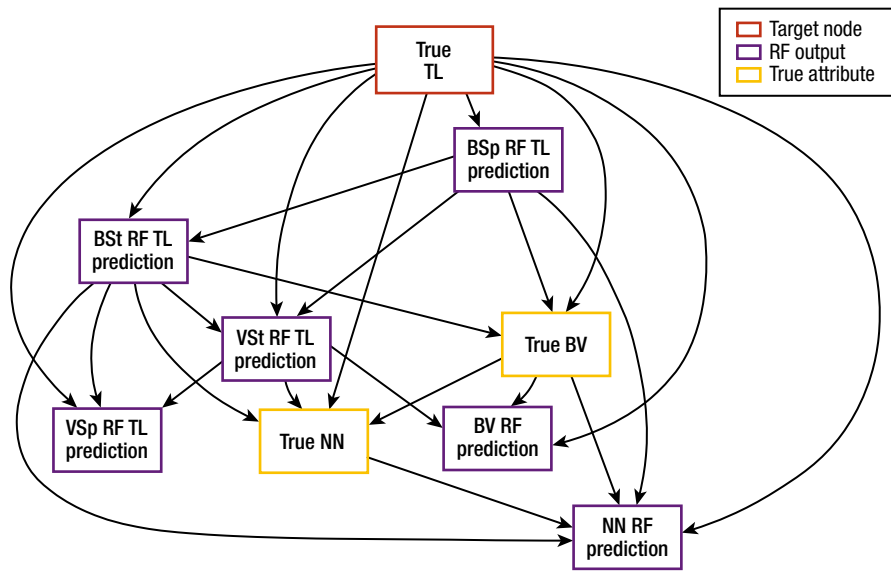 True
TL
Target node
RF output
True attribute
BSp RF TL
prediction
BSt RF TL
prediction
VSt RF TL
prediction
True BV
VSp RF TL
prediction
True NN
BV RF
prediction
NN RF
prediction